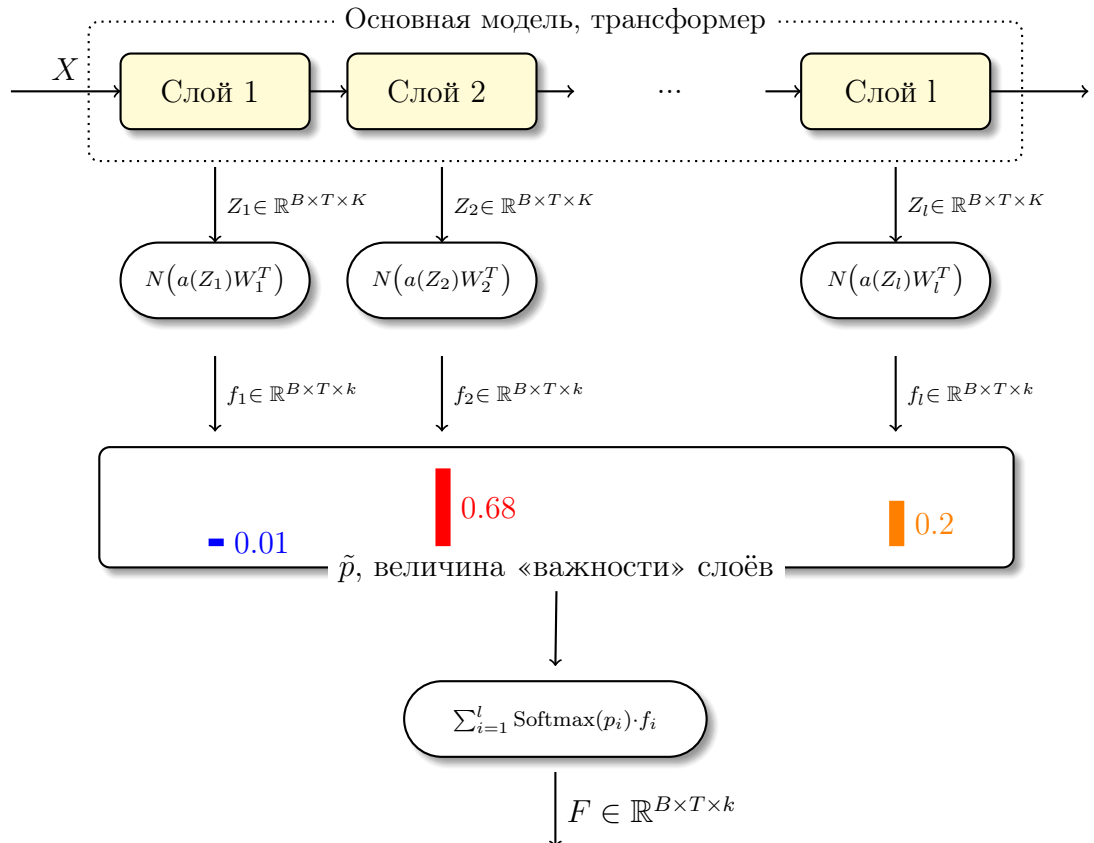 Основная модель, трансформер
X
Слой 1
Слой 2
...
Слой l
Z₁∈ ℝ^{B×T×K}
Z₂∈ ℝ^{B×T×K}
Z_l∈ ℝ^{B×T×K}
N(a(Z₁)W₁^T)
N(a(Z₂)W₂^T)
N(a(Z_l)W_l^T)
f₁∈ ℝ^{B×T×k}
f₂∈ ℝ^{B×T×k}
f_l∈ ℝ^{B×T×k}
0.01
0.68
0.2
p̃, величина «важности» слоёв
∑_{i=1}^{l} Softmax(p_i)·f_i
F ∈ ℝ^{B×T×k}